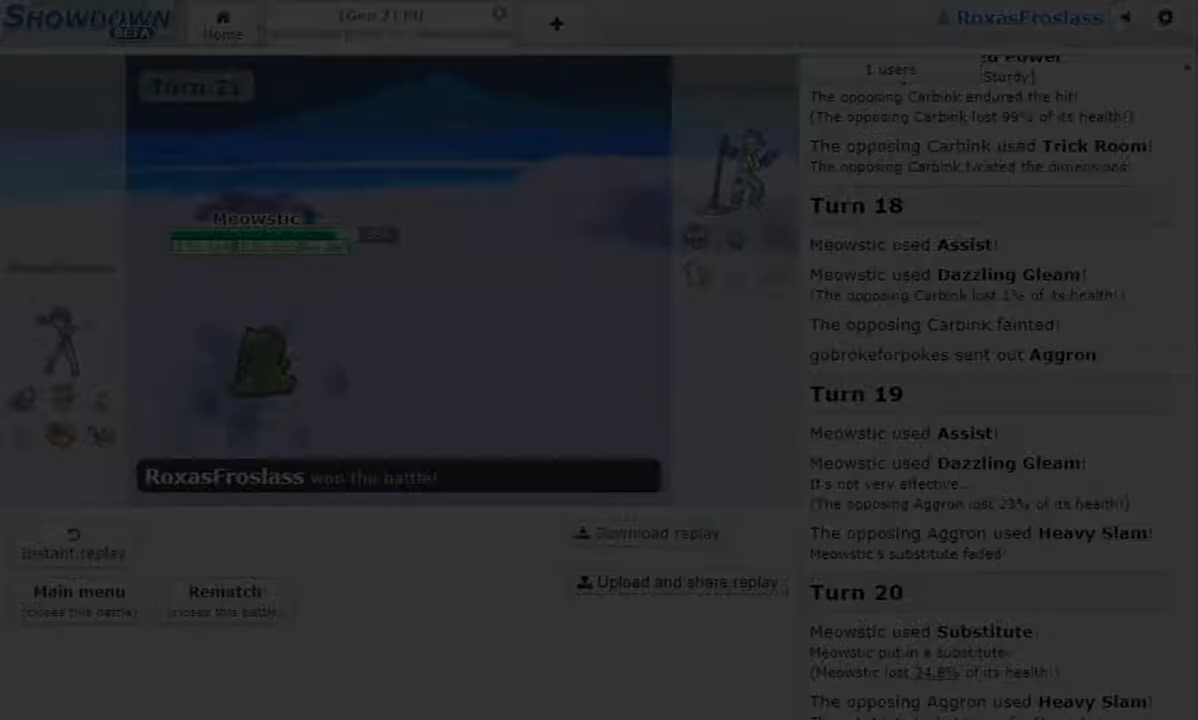 SHOWDOWN
BETA
Home
+
RoxasFroslass
1 users
Turn 21
Meowstic
RoxasFroslass won the battle!
Instant replay
Download replay
Upload and share replay
Main menu
(closes this battle)
Rematch
(closes this battle)
d Power
Sturdy]
The opposing Carbink endured the hit!
(The opposing Carbink lost 99% of its health!)
The opposing Carbink used Trick Room!
The opposing Carbink twisted the dimensions!
Turn 18
Meowstic used Assist!
Meowstic used Dazzling Gleam!
(The opposing Carbink lost 1% of its health!)
The opposing Carbink fainted!
gobrokeforpokes sent out Aggron
Turn 19
Meowstic used Assist!
Meowstic used Dazzling Gleam!
It's not very effective...
(The opposing Aggron lost 23% of its health!)
The opposing Aggron used Heavy Slam!
Meowstic's substitute faded!
Turn 20
Meowstic used Substitute
Meowstic put in a substitute!
(Meowstic lost 24.8% of its health!)
The opposing Aggron used Heavy Slam!